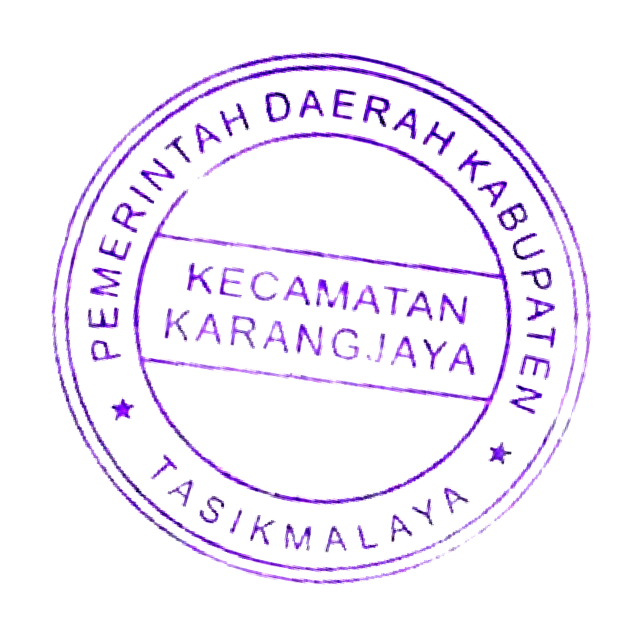 PEMERINTAH DAERAH KABUPATEN
KECAMATAN
KARANGJAYA
★ TASIKMALAYA ★